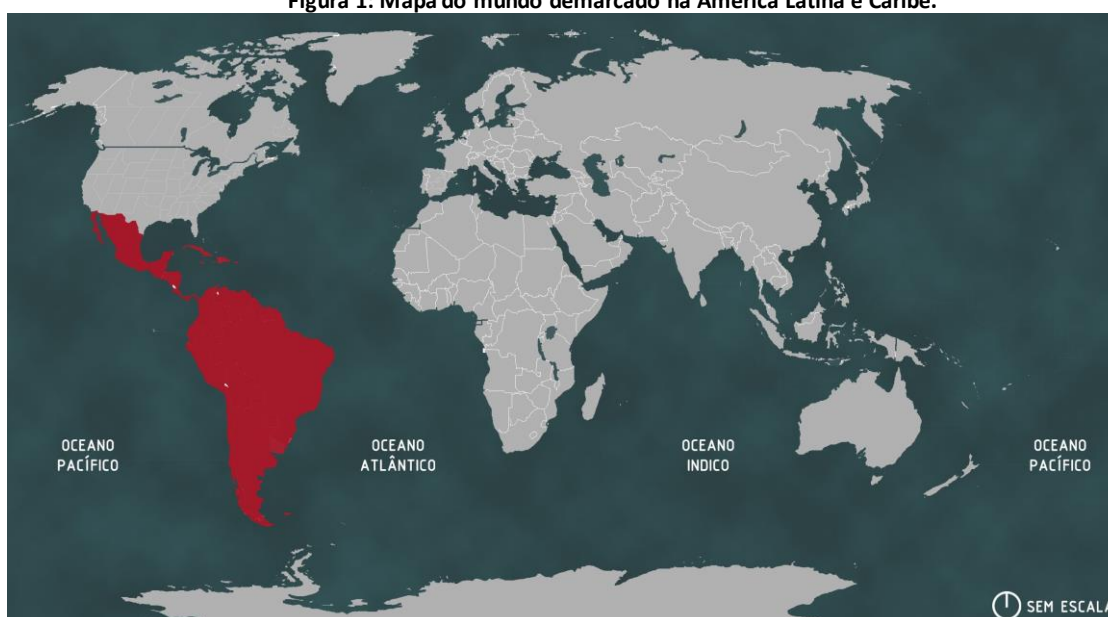 Figura 1: Mapa do mundo demarcado na América Latina e Caribe.
OCEANO
PACÍFICO
OCEANO
ATLÂNTICO
OCEANO
INDICO
OCEANO
PACÍFICO
SEM ESCALA